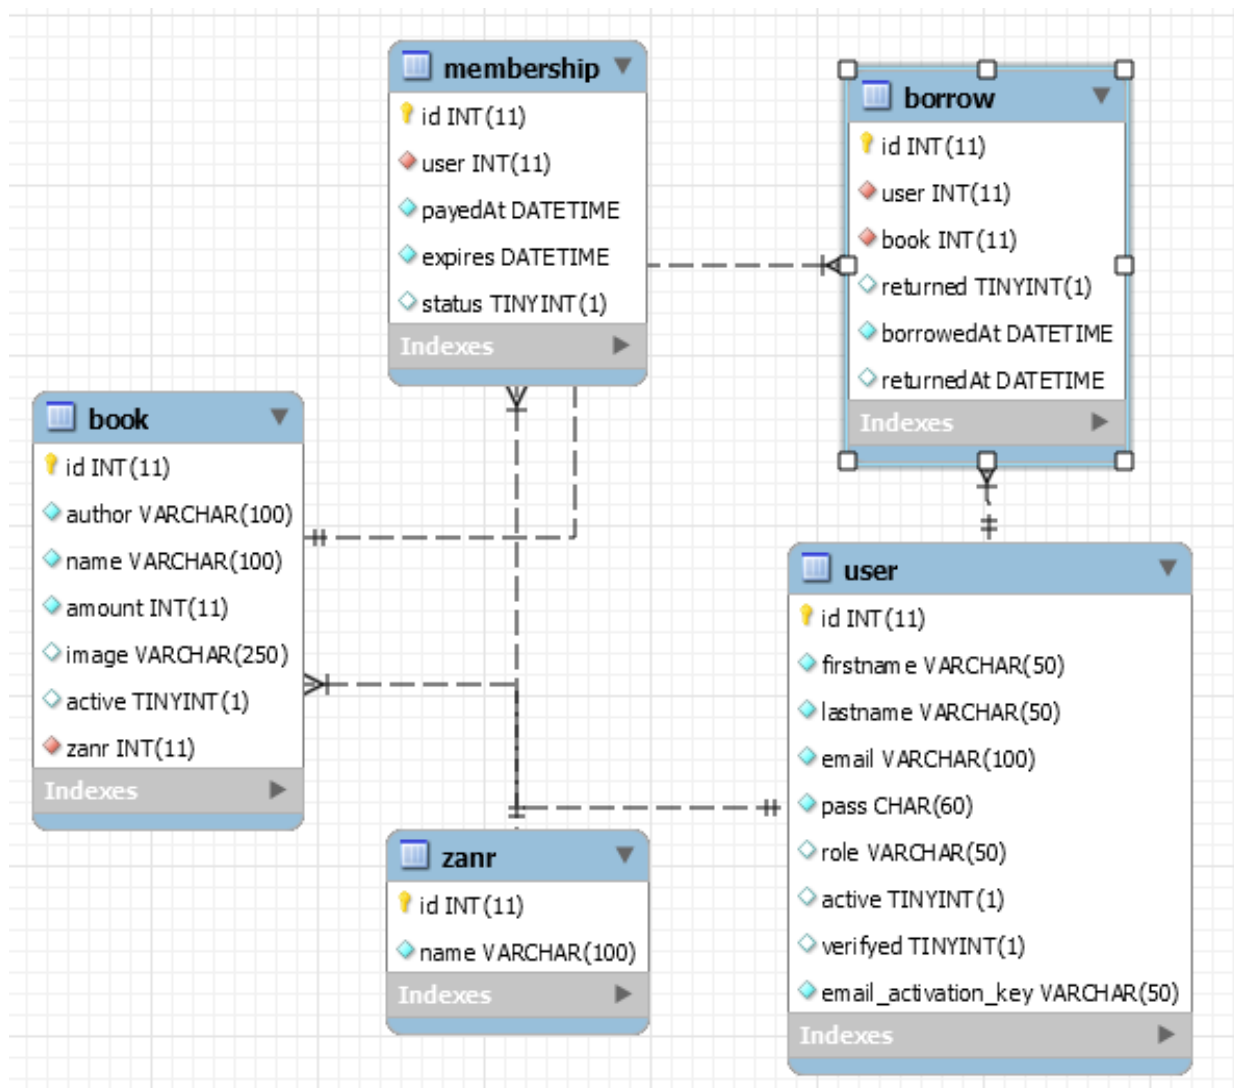 membership
id INT(11)
user INT(11)
payedAt DATETIME
expires DATETIME
status TINYINT(1)
Indexes
borrow
id INT(11)
user INT(11)
book INT(11)
returned TINYINT(1)
borrowedAt DATETIME
returnedAt DATETIME
Indexes
book
id INT(11)
author VARCHAR(100)
name VARCHAR(100)
amount INT(11)
image VARCHAR(250)
active TINYINT(1)
zanr INT(11)
Indexes
user
id INT(11)
firstname VARCHAR(50)
lastname VARCHAR(50)
email VARCHAR(100)
pass CHAR(60)
role VARCHAR(50)
active TINYINT(1)
verifyed TINYINT(1)
email_activation_key VARCHAR(50)
Indexes
zanr
id INT(11)
name VARCHAR(100)
Indexes